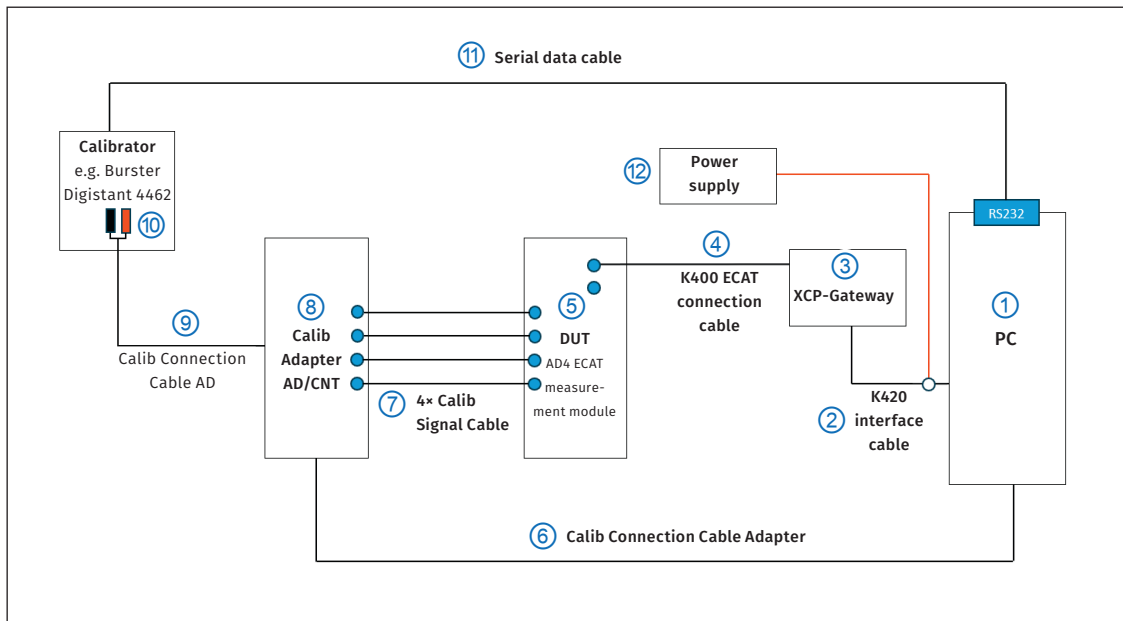 ⑪ Serial data cable
Calibrator
e.g. Burster
Digistant 4462
⑩
⑫
Power
supply
RS232
④
K400 ECAT
connection
cable
③
XCP-Gateway
①
PC
⑧
Calib
Adapter
AD/CNT
⑤
DUT
AD4 ECAT
measure-
ment module
⑨
Calib Connection
Cable AD
⑦ 4× Calib
Signal Cable
② K420
interface
cable
⑥ Calib Connection Cable Adapter